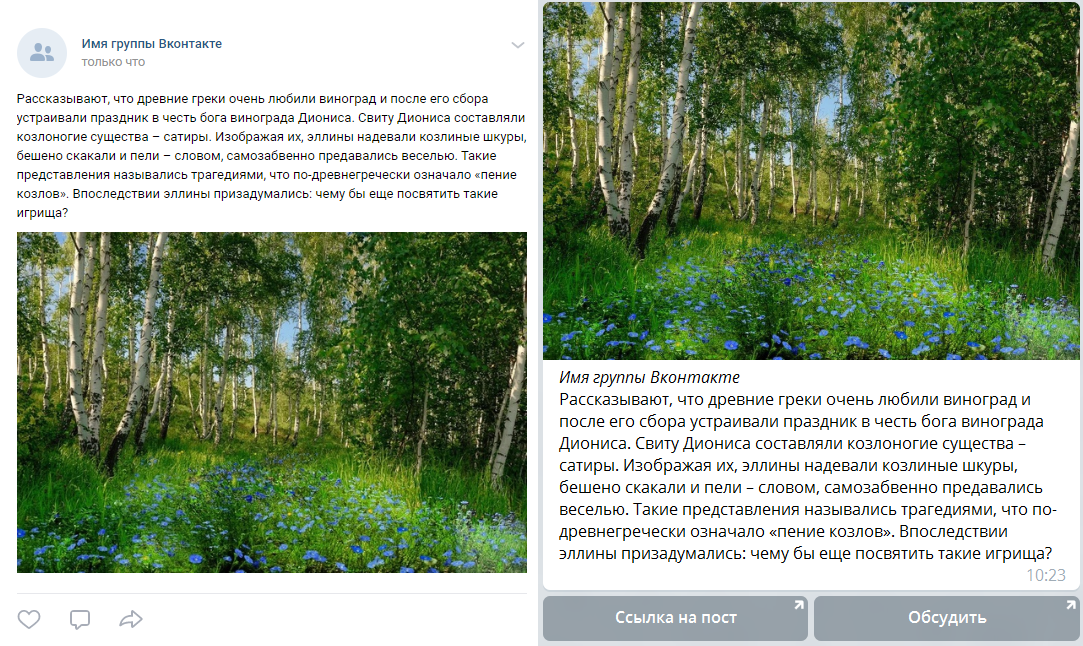 Имя группы Вконтакте
только что
Рассказывают, что древние греки очень любили виноград и после его сбора
устраивали праздник в честь бога винограда Диониса. Свиту Диониса составляли
козлоногие существа – сатиры. Изображая их, эллины надевали козлиные шкуры,
бешено скакали и пели – словом, самозабвенно предавались веселью. Такие
представления назывались трагедиями, что по-древнегречески означало «пение
козлов». Впоследствии эллины призадумались: чему бы еще посвятить такие
игрища?
Имя группы Вконтакте
Рассказывают, что древние греки очень любили виноград и
после его сбора устраивали праздник в честь бога винограда
Диониса. Свиту Диониса составляли козлоногие существа –
сатиры. Изображая их, эллины надевали козлиные шкуры,
бешено скакали и пели – словом, самозабвенно предавались
веселью. Такие представления назывались трагедиями, что по-
древнегречески означало «пение козлов». Впоследствии
эллины призадумались: чему бы еще посвятить такие игрища?
10:23
Ссылка на пост
Обсудить